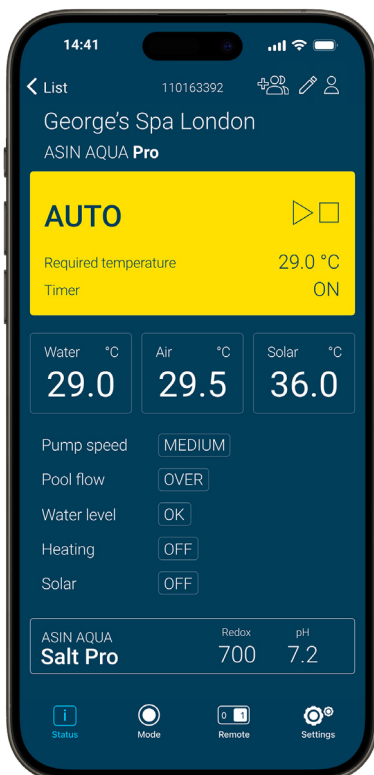 14:41
List 110163392
George's Spa London
ASIN AQUA Pro
AUTO
Required temperature 29.0 °C
Timer ON
Water °C Air °C Solar °C
29.0 29.5 36.0
Pump speed MEDIUM
Pool flow OVER
Water level OK
Heating OFF
Solar OFF
ASIN AQUA Redox pH
Salt Pro 700 7.2
i 0 1
Status Mode Remote Settings